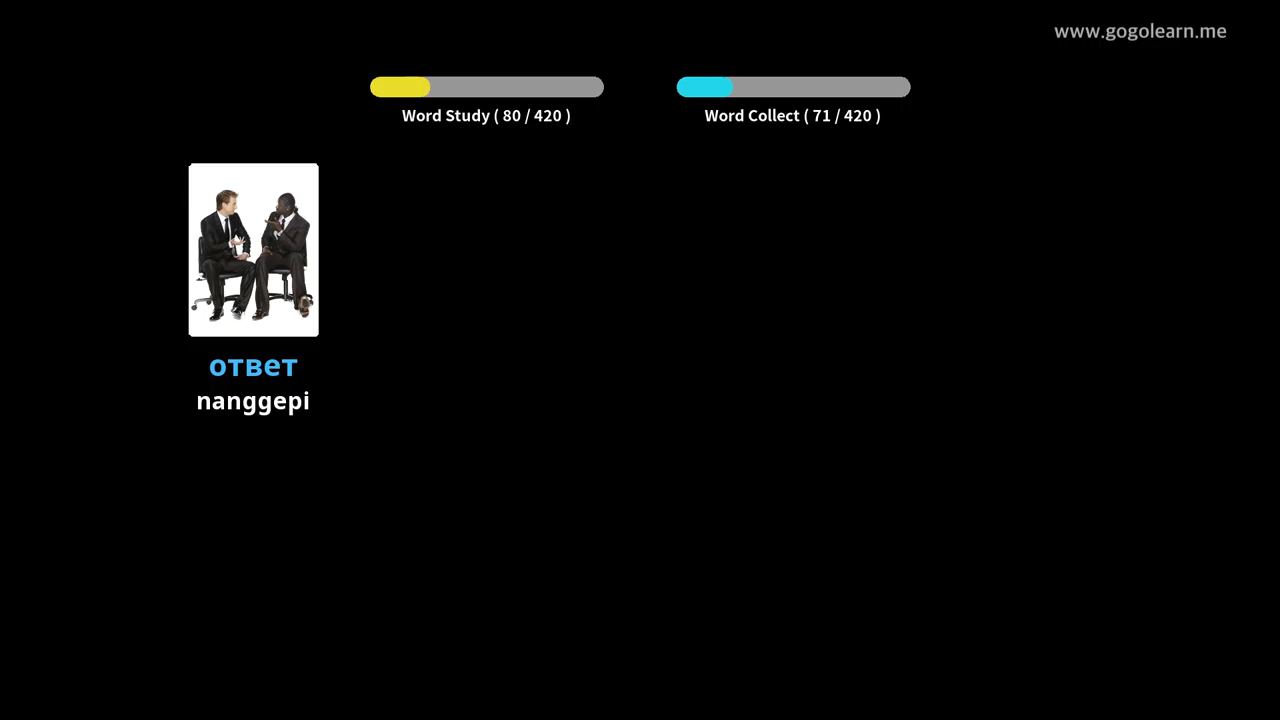 www.gogolearn.me
Word Study ( 80 / 420 )
Word Collect ( 71 / 420 )
ответ
nanggepi